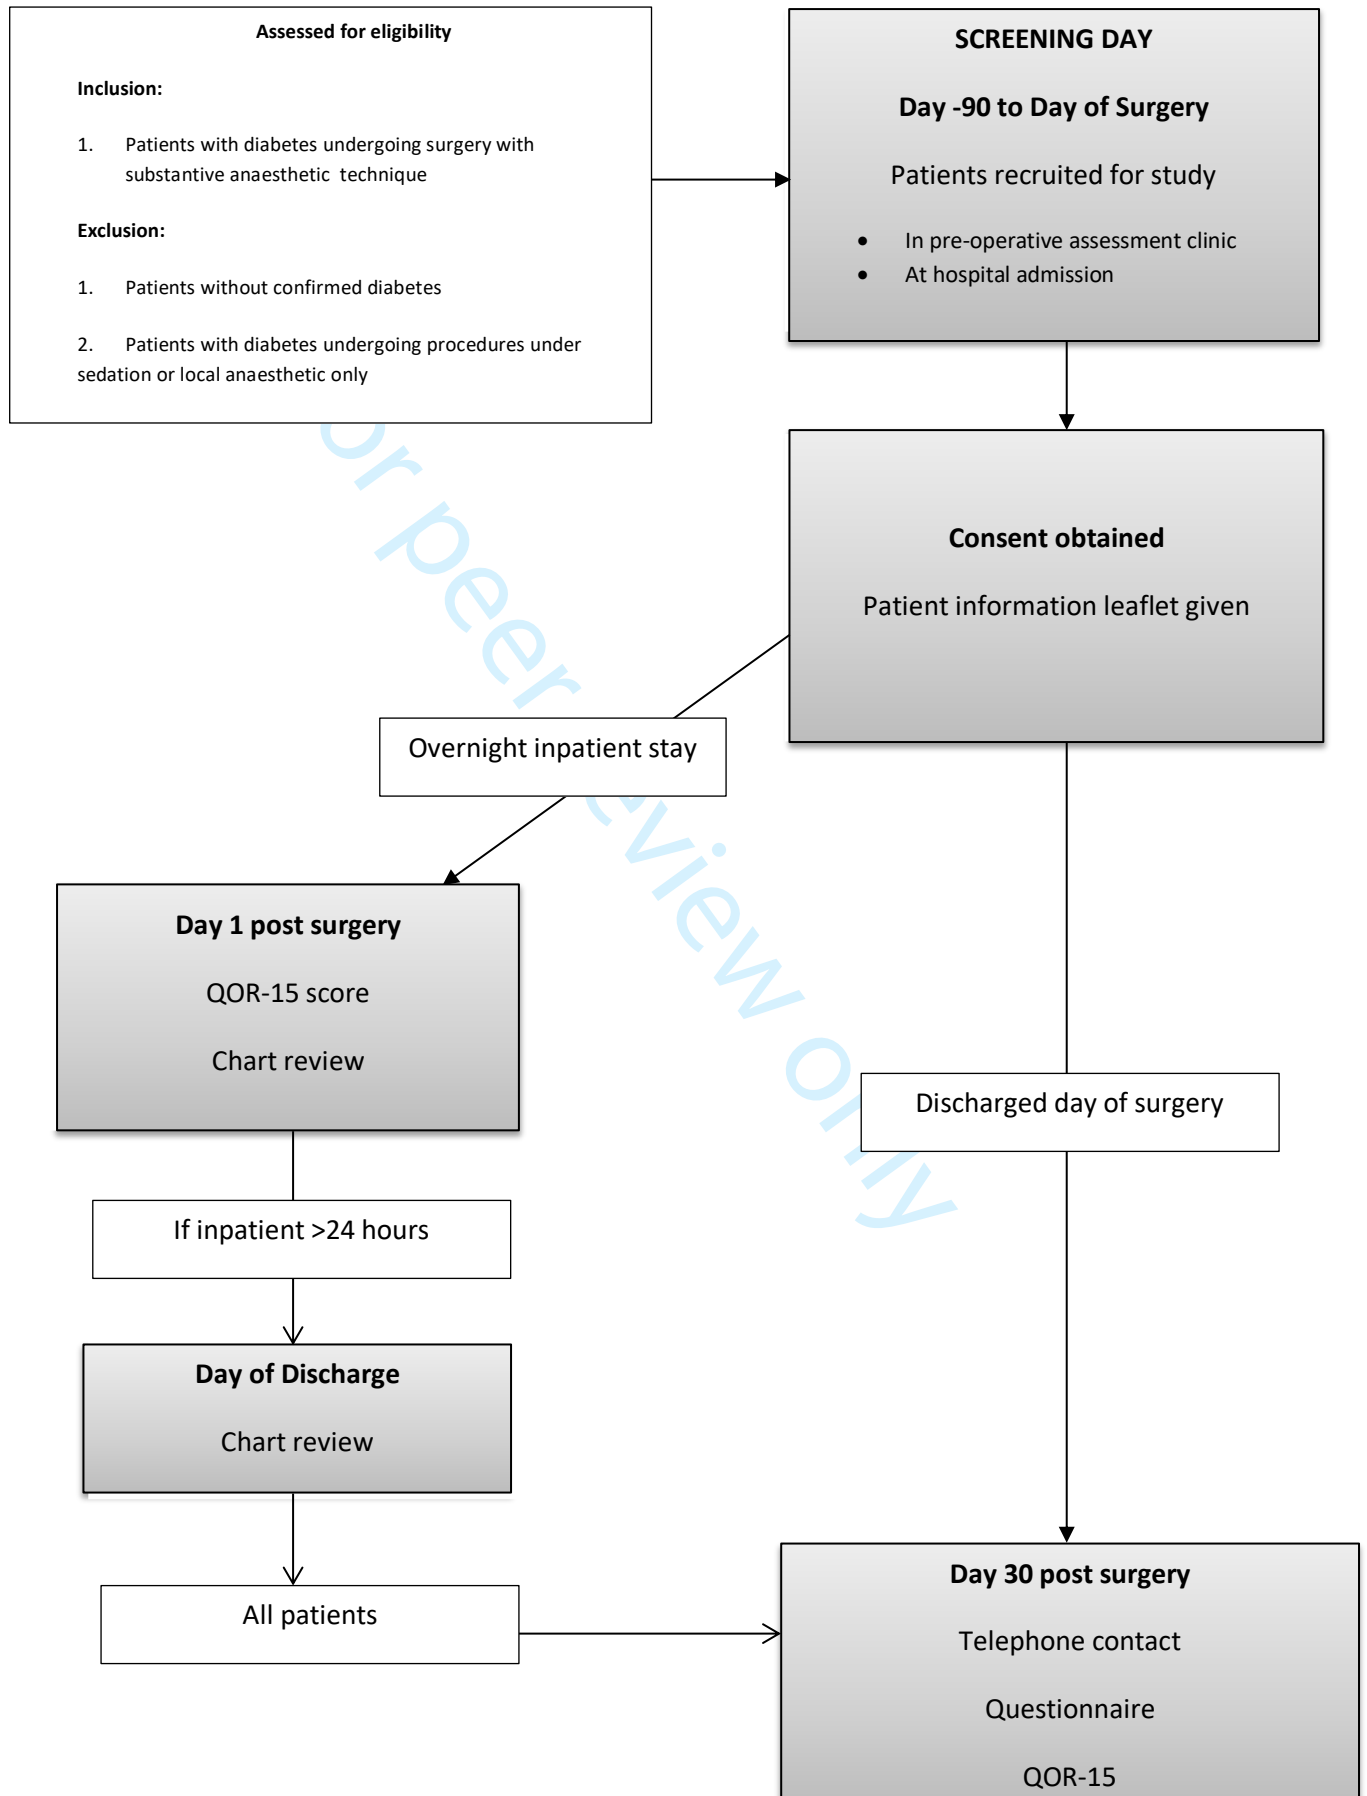 Assessed for eligibility
Inclusion:
1. Patients with diabetes undergoing surgery with
substantive anaesthetic technique
Exclusion:
1. Patients without confirmed diabetes
2. Patients with diabetes undergoing procedures under
sedation or local anaesthetic only
SCREENING DAY
Day -90 to Day of Surgery
Patients recruited for study
• In pre-operative assessment clinic
• At hospital admission
Consent obtained
Patient information leaflet given
Overnight inpatient stay
Day 1 post surgery
QOR-15 score
Chart review
Discharged day of surgery
If inpatient >24 hours
Day of Discharge
Chart review
All patients
Day 30 post surgery
Telephone contact
Questionnaire
QOR-15
or peer review only